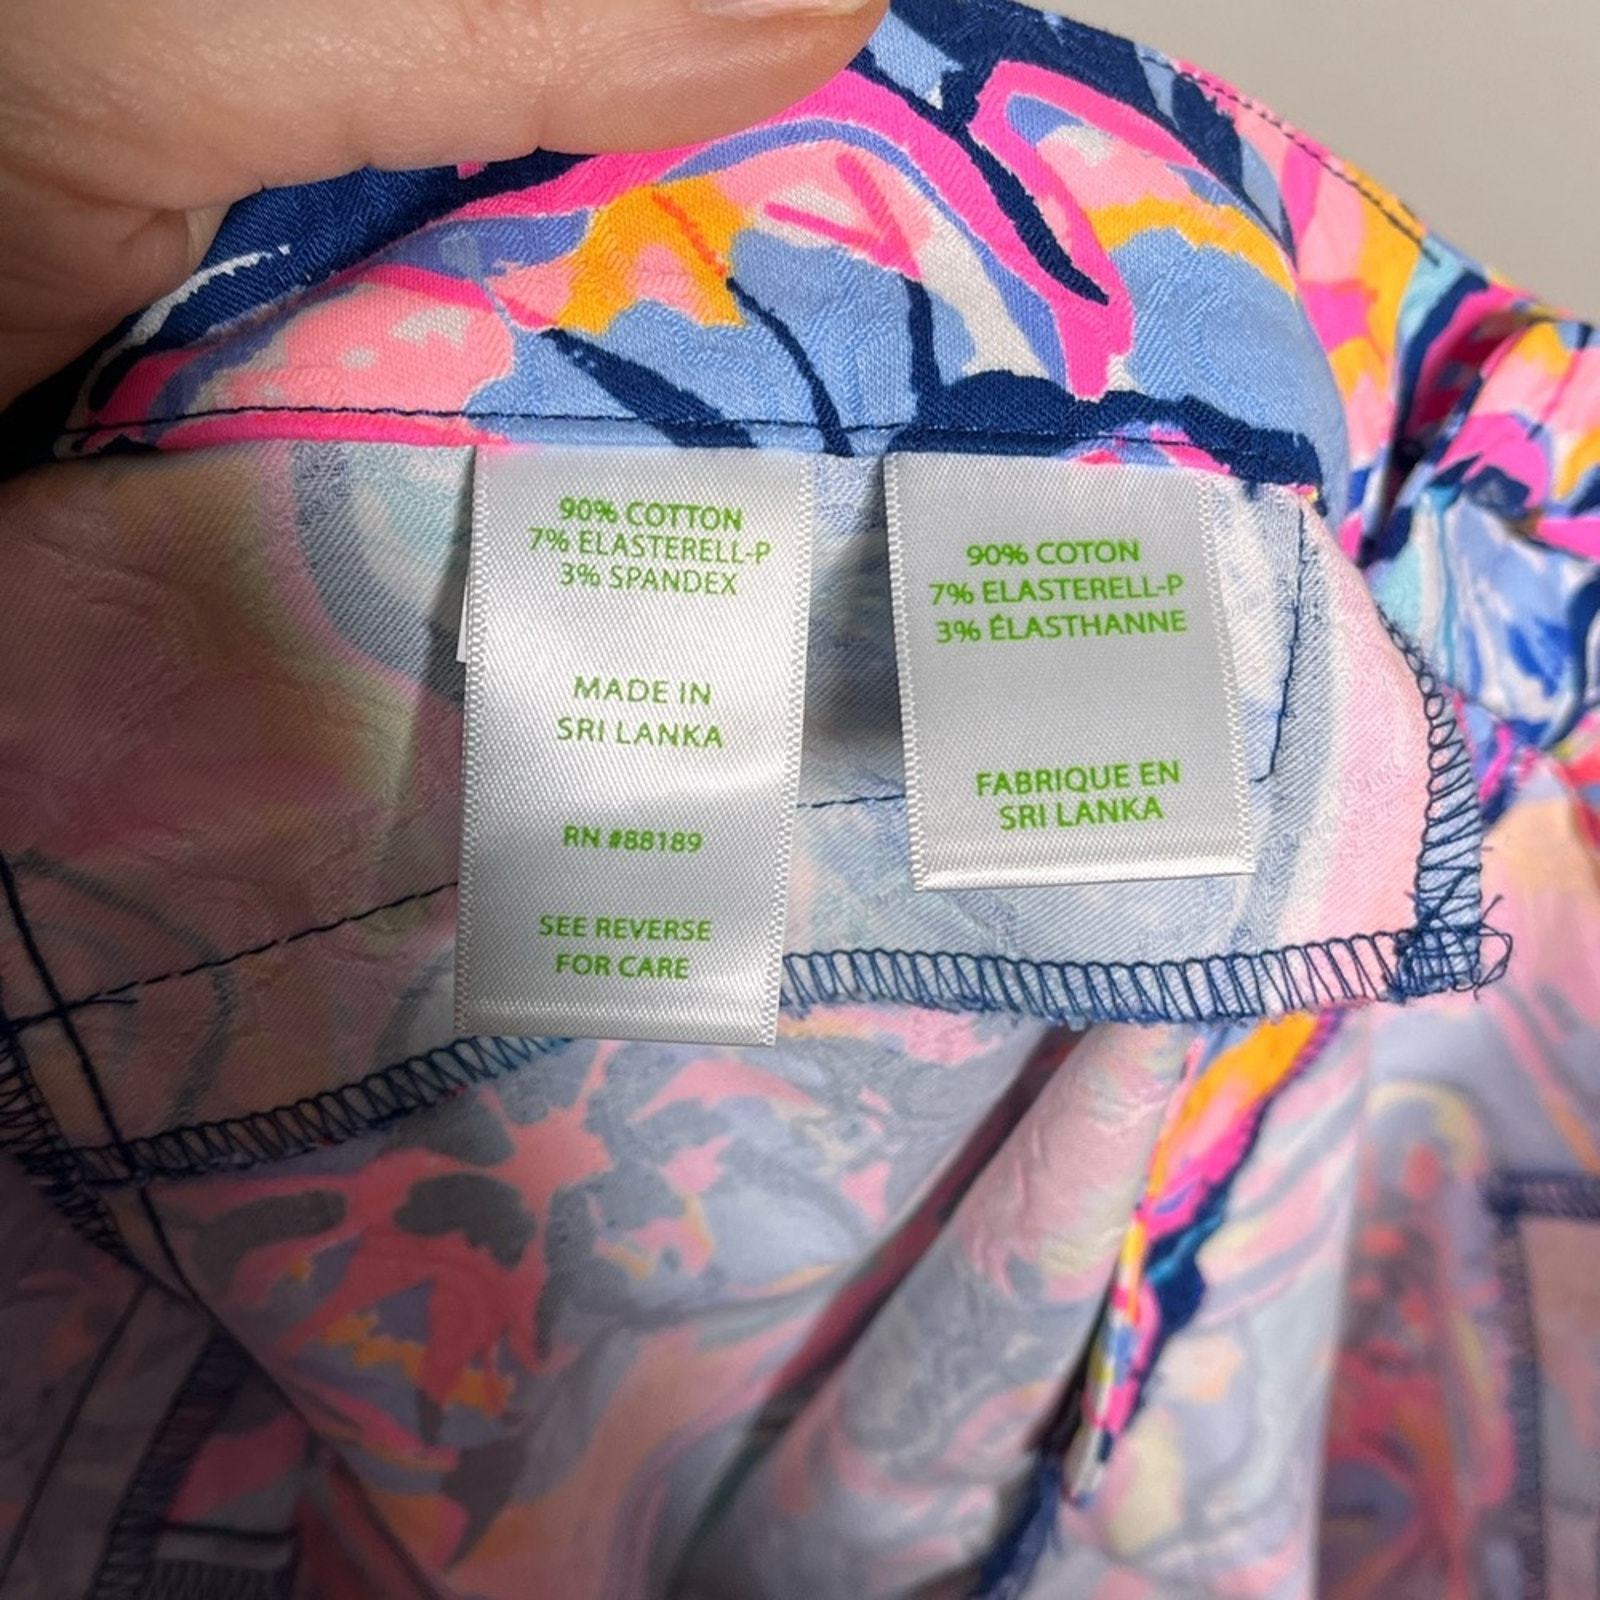 90% COTTON
7% ELASTERELL-P
3% SPANDEX
MADE IN
SRI LANKA
RN #88189
SEE REVERSE
FOR CARE
90% COTON
7% ELASTERELL-P
3% ÉLASTHANNE
FABRIQUE EN
SRI LANKA